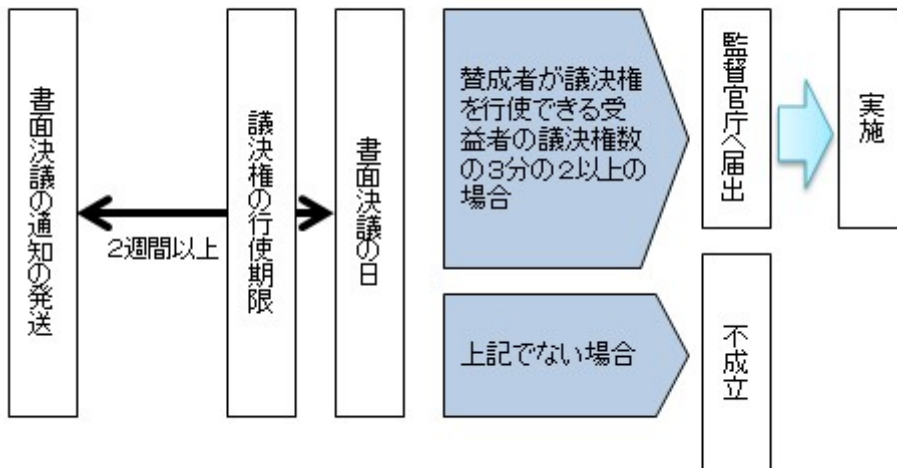 書面決議の通知の発送
2週間以上
議決権の行使期限
書面決議の日
賛成者が議決権
を行使できる受
益者の議決権数
の3分の2以上の
場合
監督官庁へ届出
実施
上記でない場合
不成立